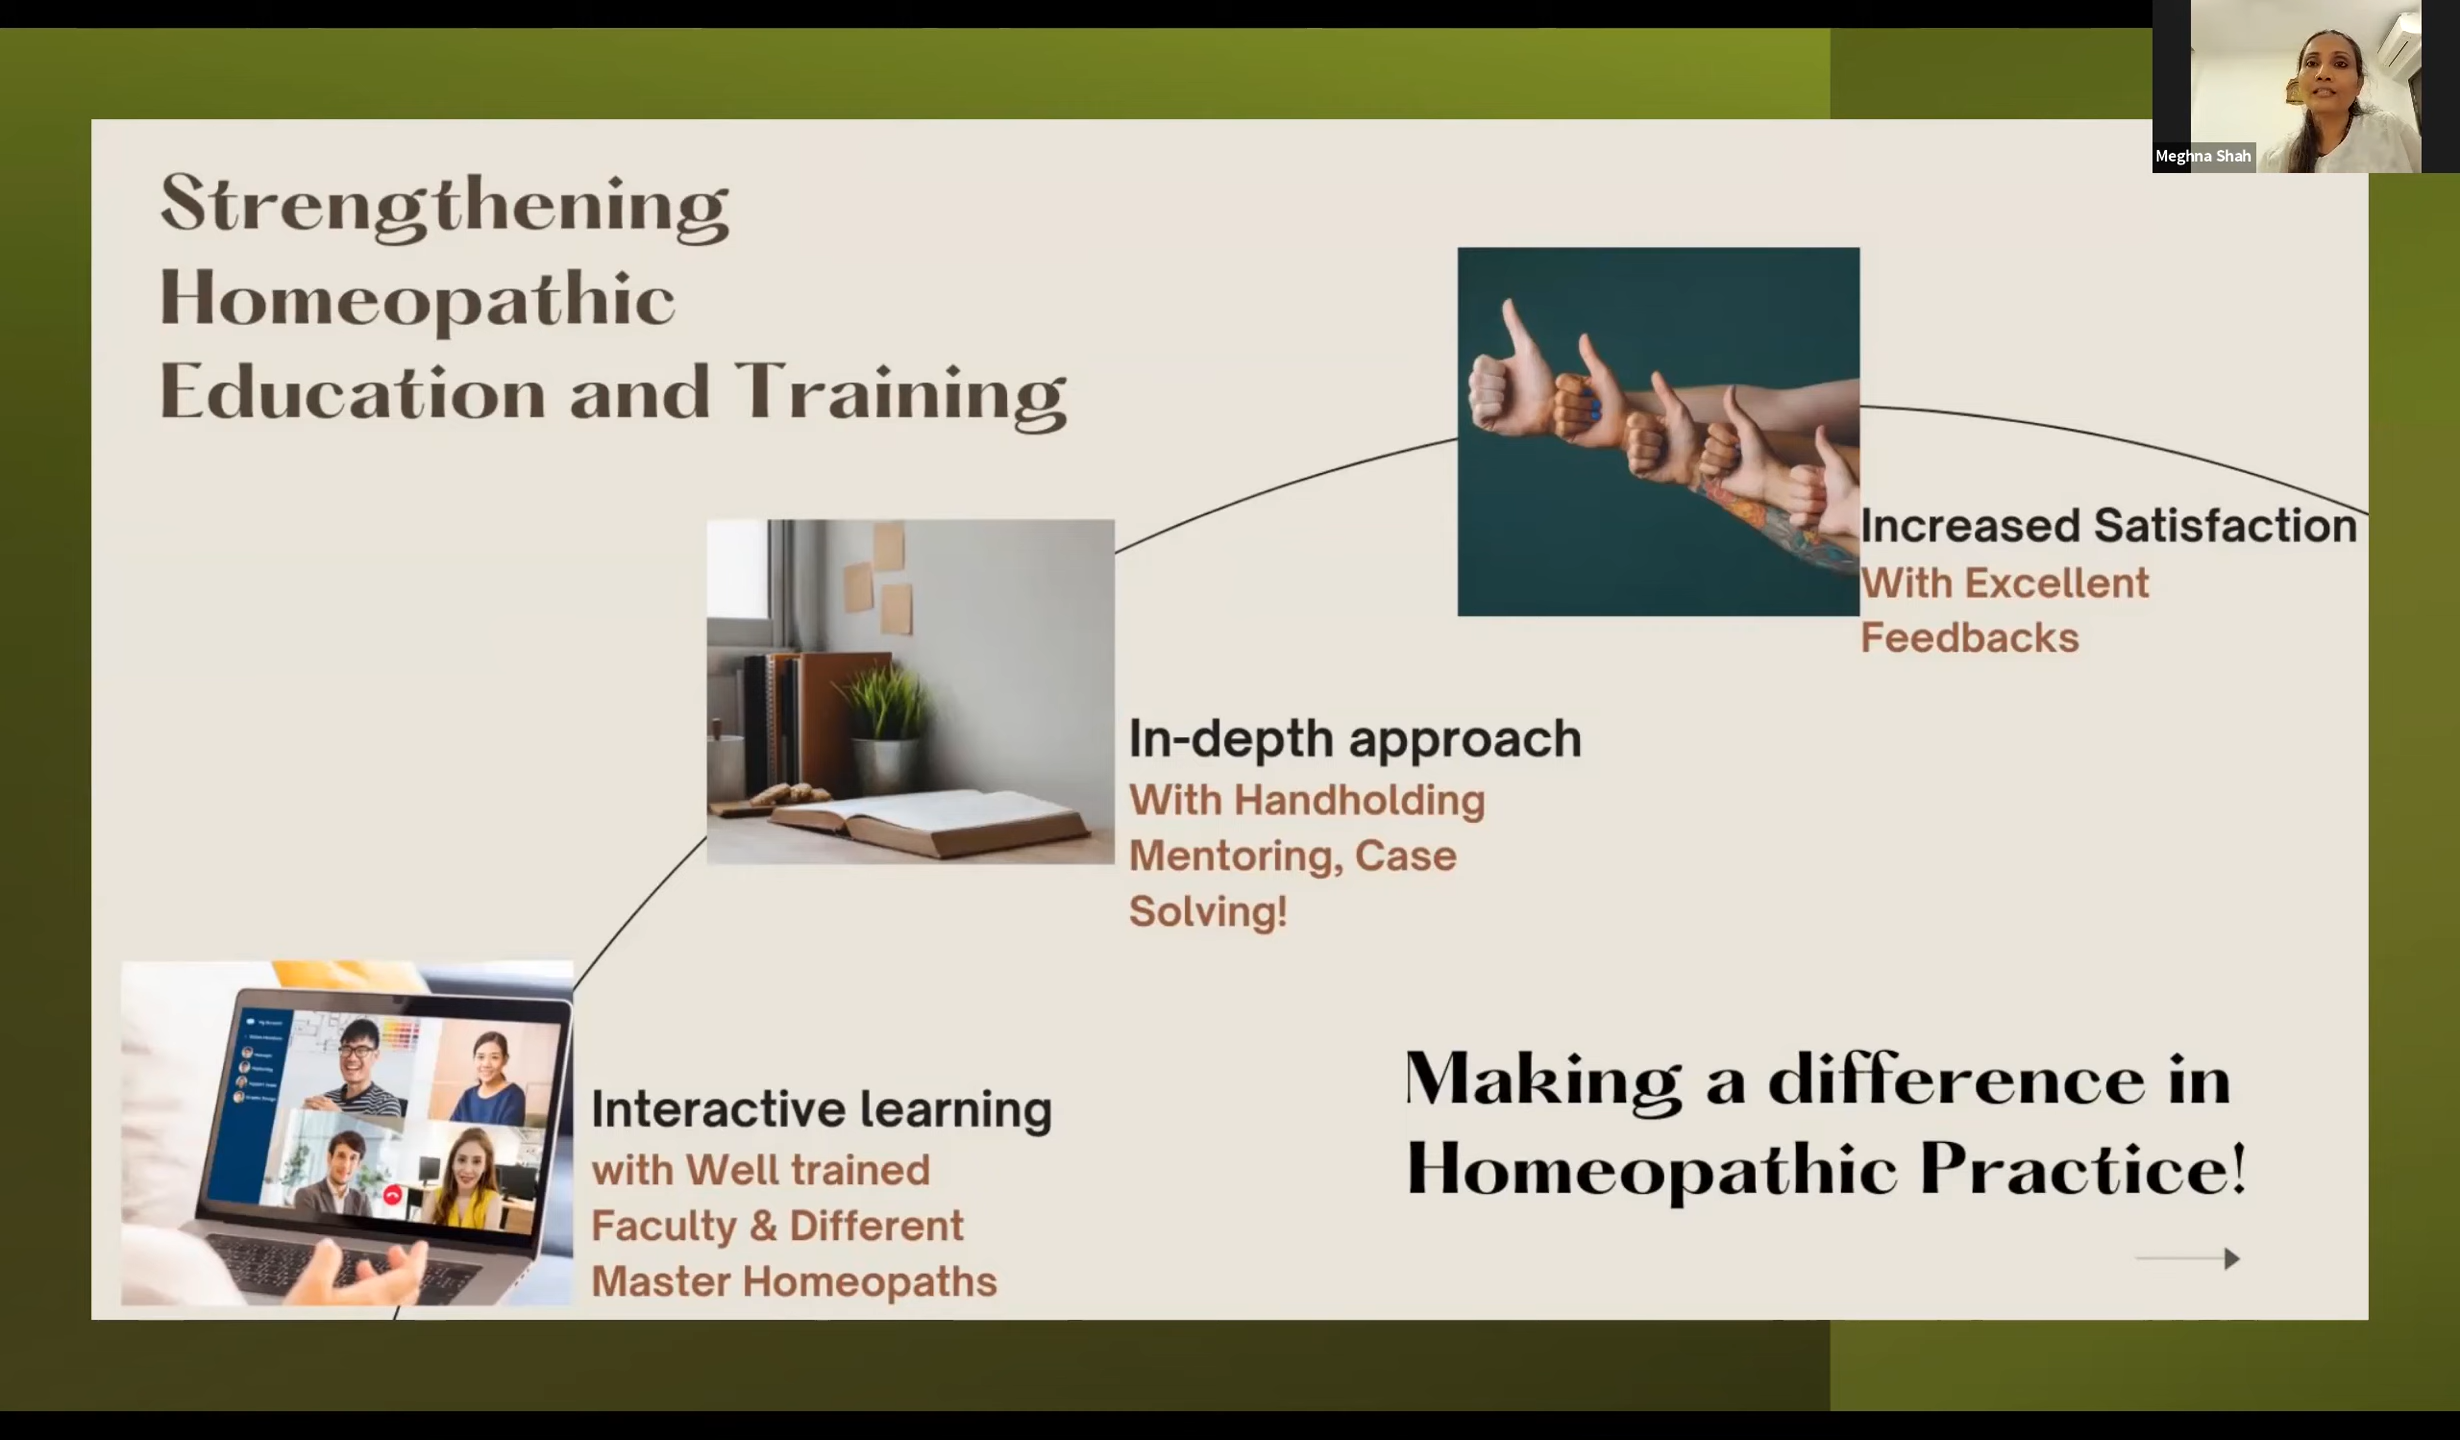 Meghna Shah
Strengthening
Homeopathic
Education and Training
Increased Satisfaction
With Excellent
Feedbacks
In-depth approach
With Handholding
Mentoring, Case
Solving!
Interactive learning
with Well trained
Faculty & Different
Master Homeopaths
Making a difference in
Homeopathic Practice!